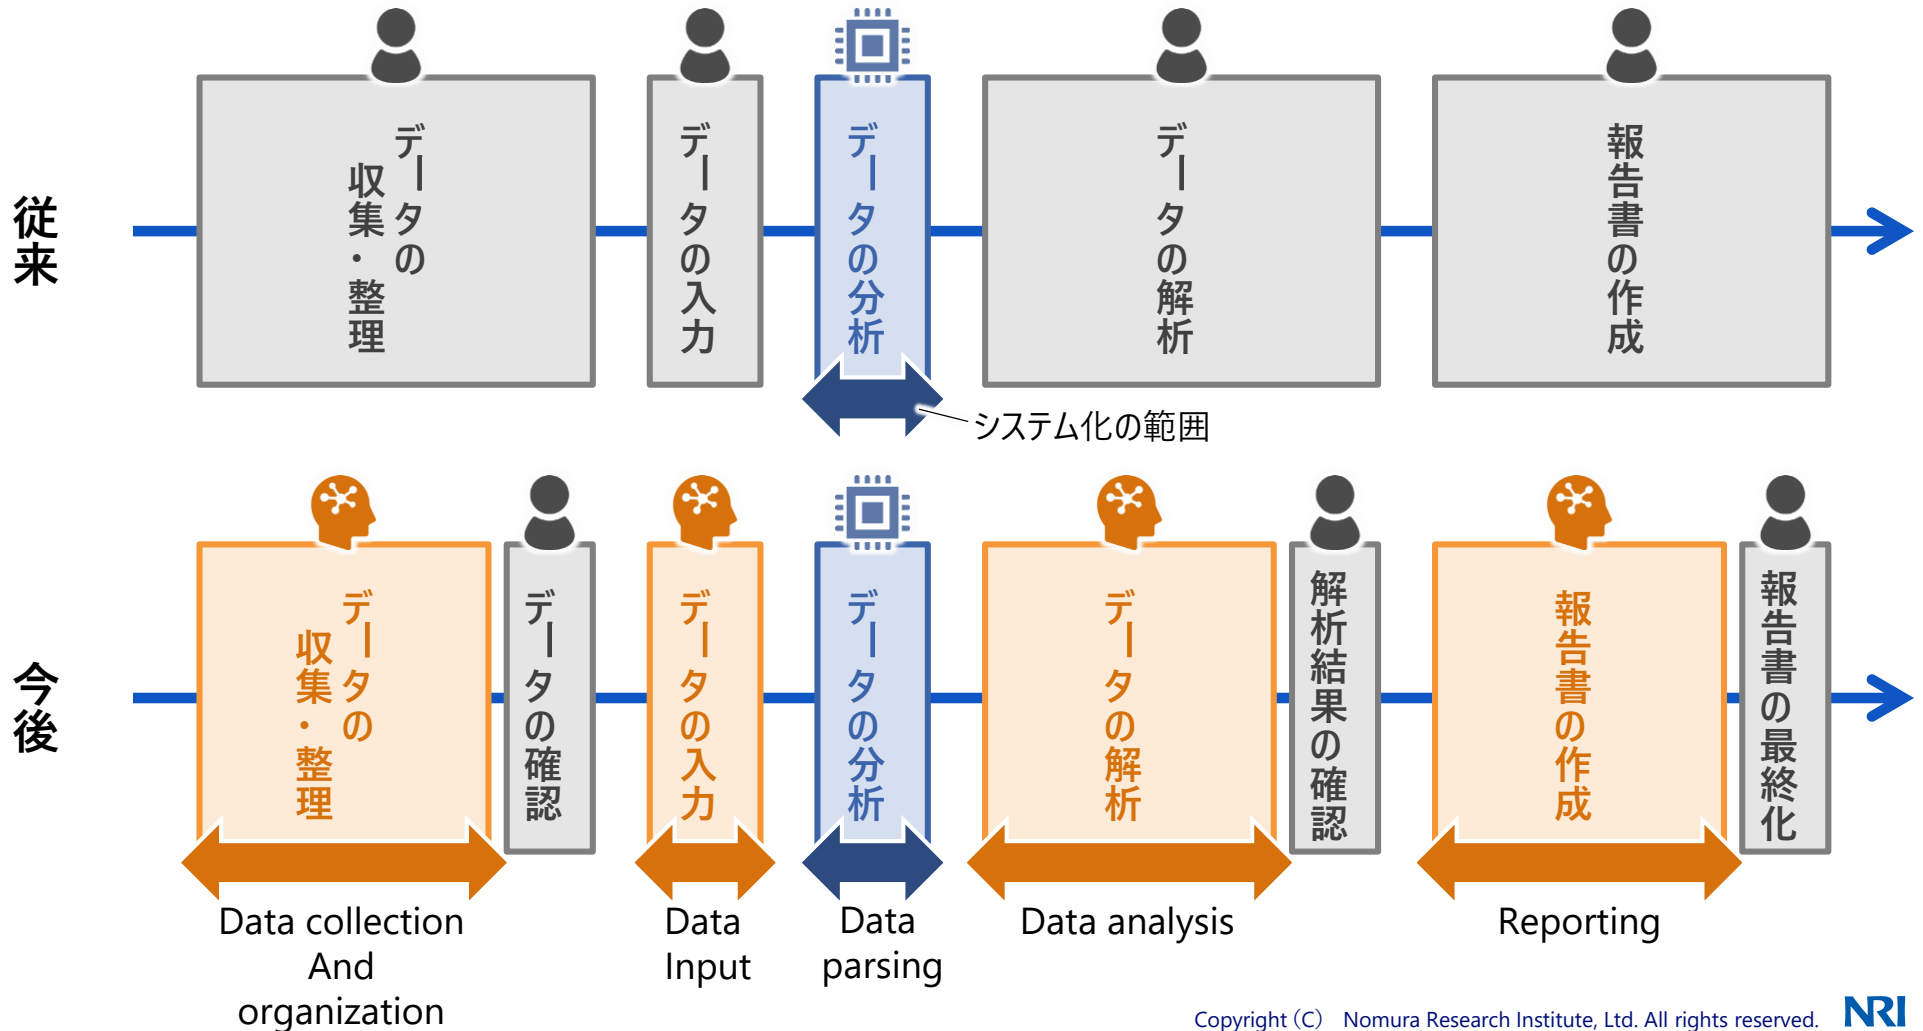 従来
データの
収集・整理
データの入力
データの分析
データの解析
報告書の作成
システム化の範囲
今後
データの
収集・整理
データの確認
データの入力
データの分析
データの解析
解析結果の確認
報告書の作成
報告書の最終化
Data collection
And
organization
Data
Input
Data
parsing
Data analysis
Reporting
Copyright（C） Nomura Research Institute, Ltd. All rights reserved.
NRI